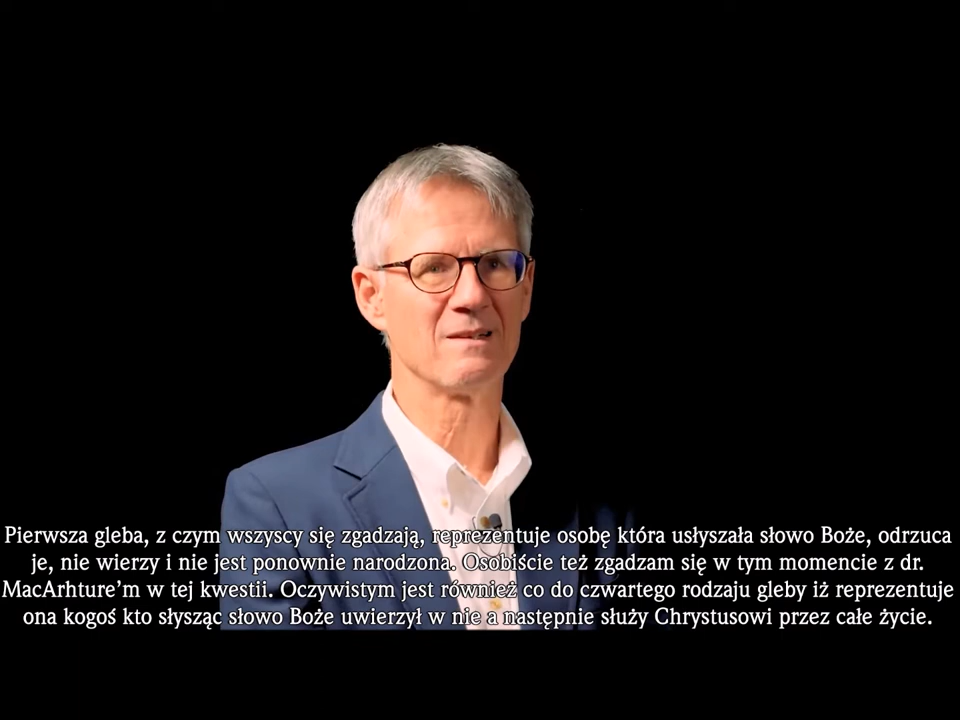 Pierwsza gleba, z czym wszyscy się zgadzają, reprezentuje osobę która usłyszała słowo Boże, odrzuca
je, nie wierzy i nie jest ponownie narodzona. Osobiście też zgadzam się w tym momencie z dr.
MacArhture'm w tej kwestii. Oczywistym jest również co do czwartego rodzaju gleby iż reprezentuje
ona kogoś kto słysząc słowo Boże uwierzył w nie a następnie służy Chrystusowi przez całe życie.